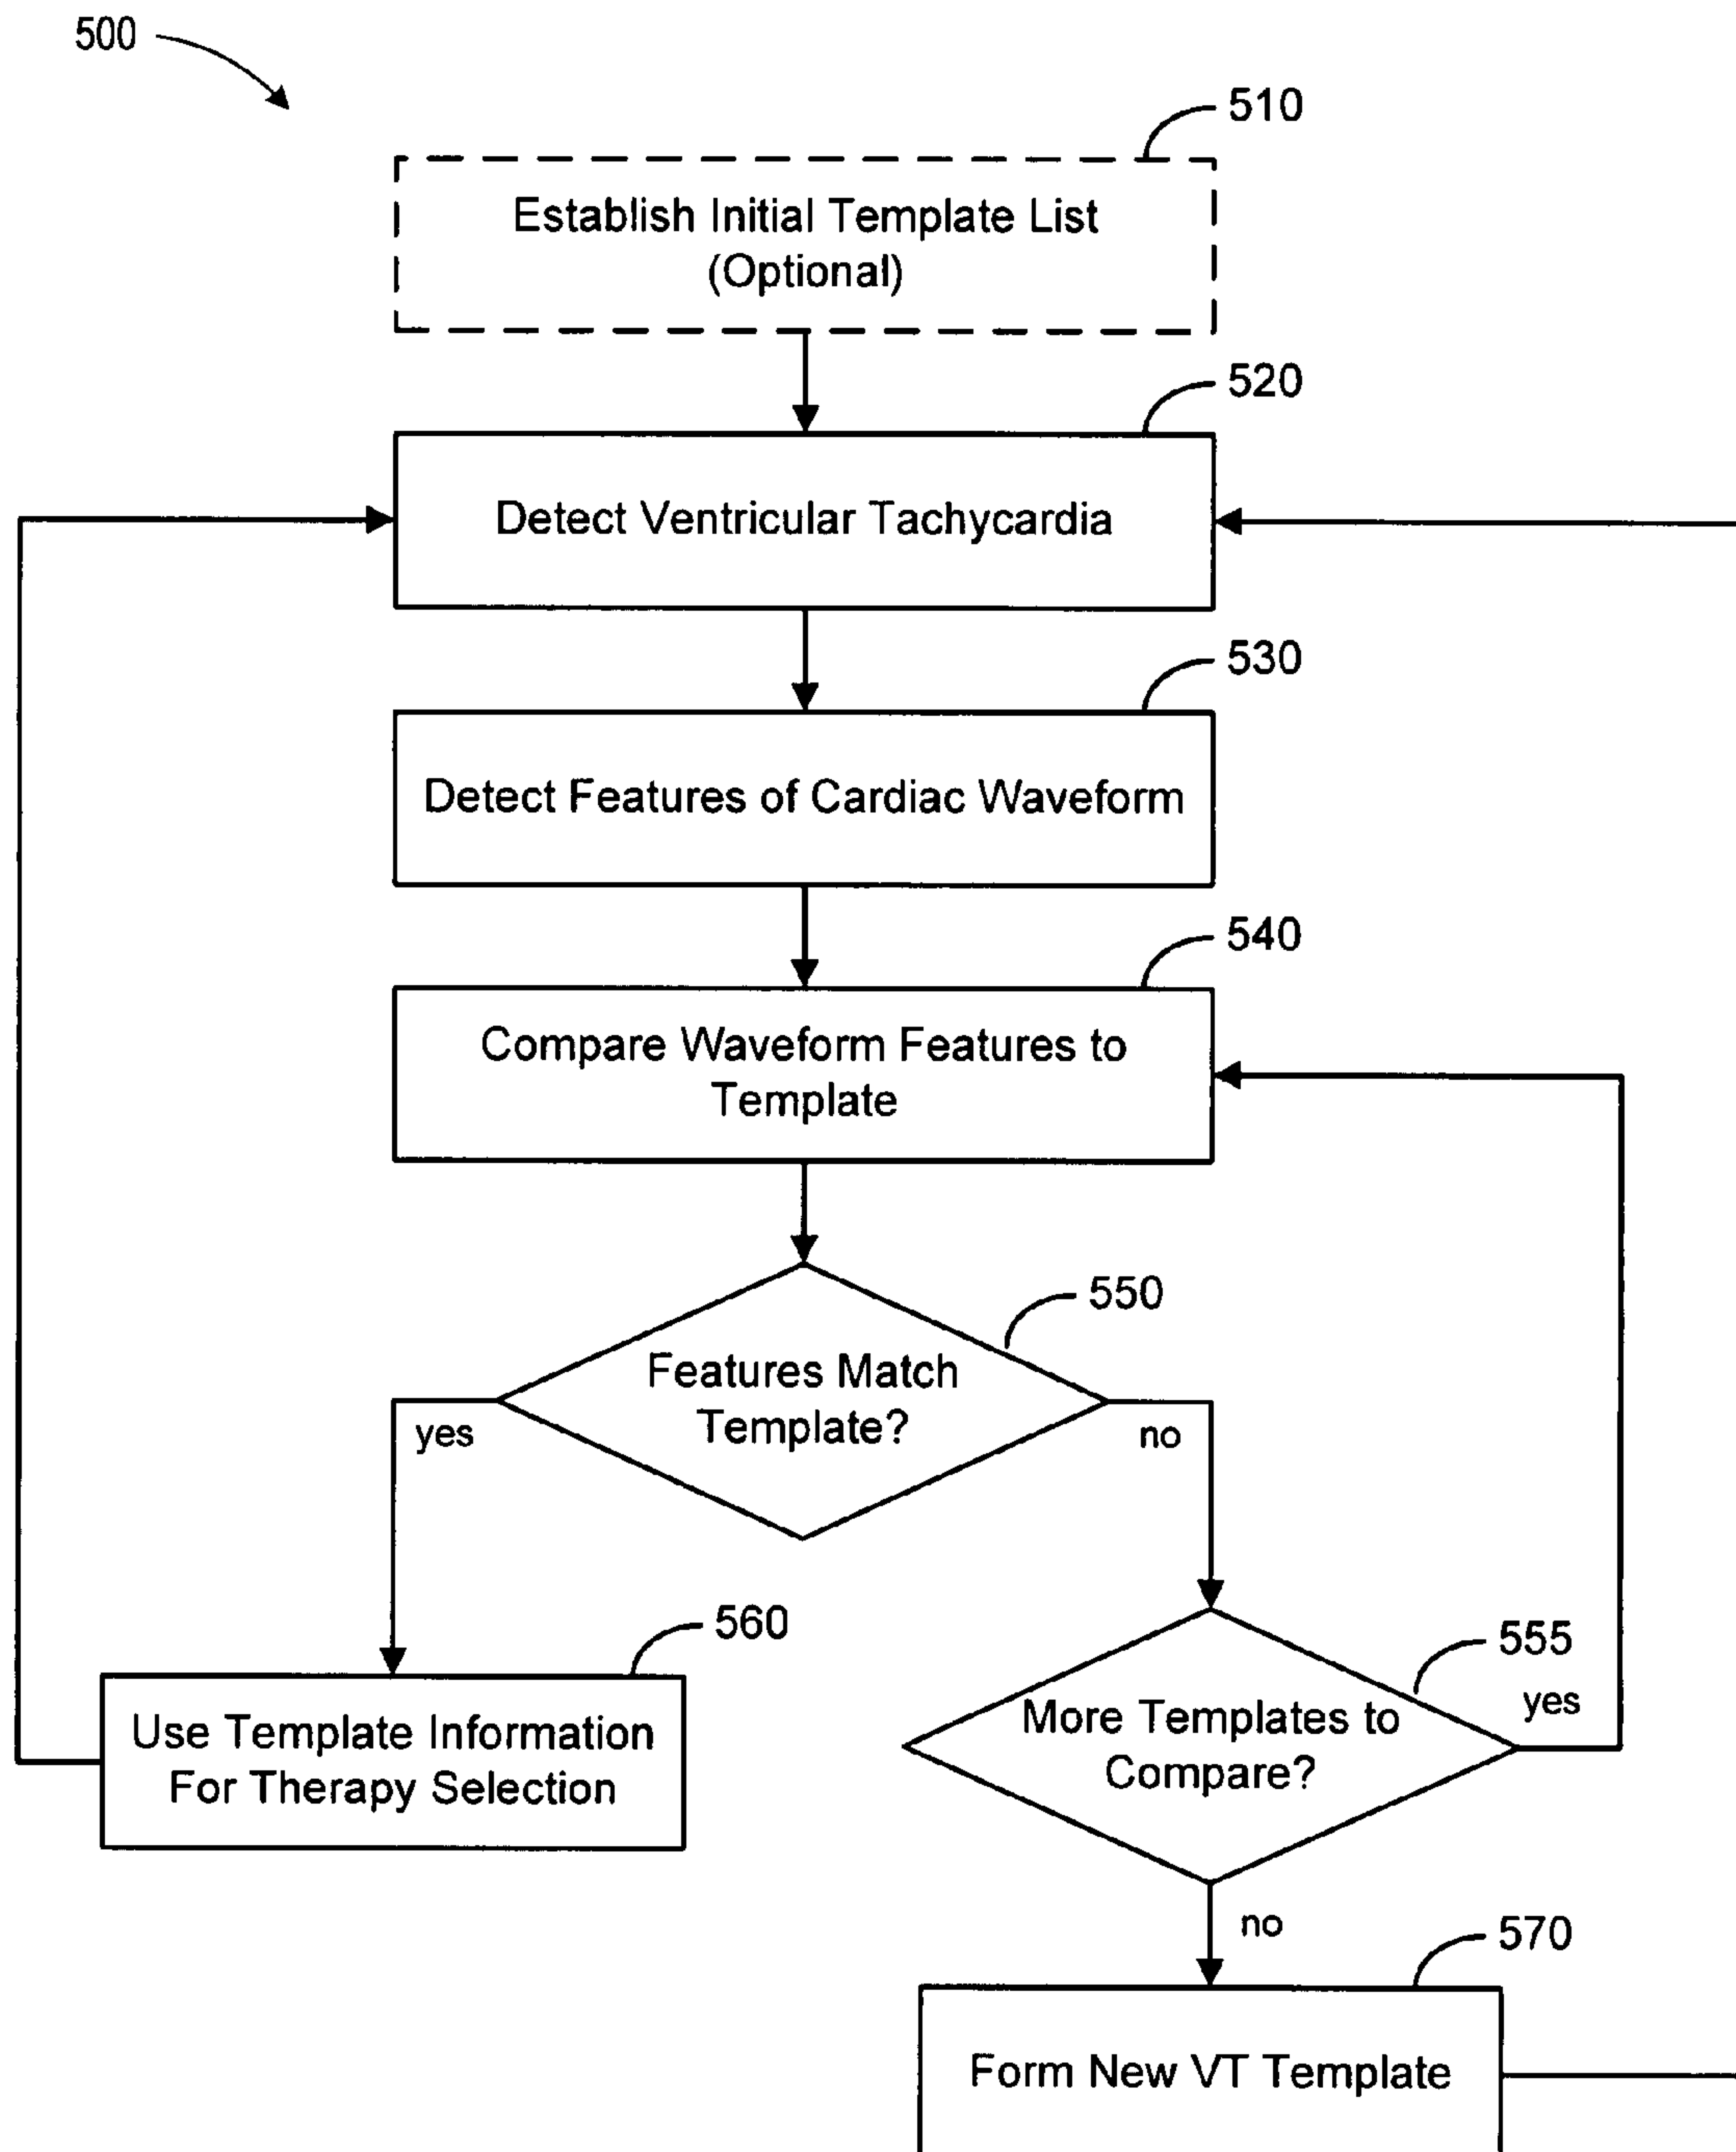 500
510
Establish Initial Template List
(Optional)
520
Detect Ventricular Tachycardia
530
Detect Features of Cardiac Waveform
540
Compare Waveform Features to
Template
550
Features Match
Template?
yes
no
560
Use Template Information
For Therapy Selection
555
More Templates to
Compare?
yes
no
570
Form New VT Template